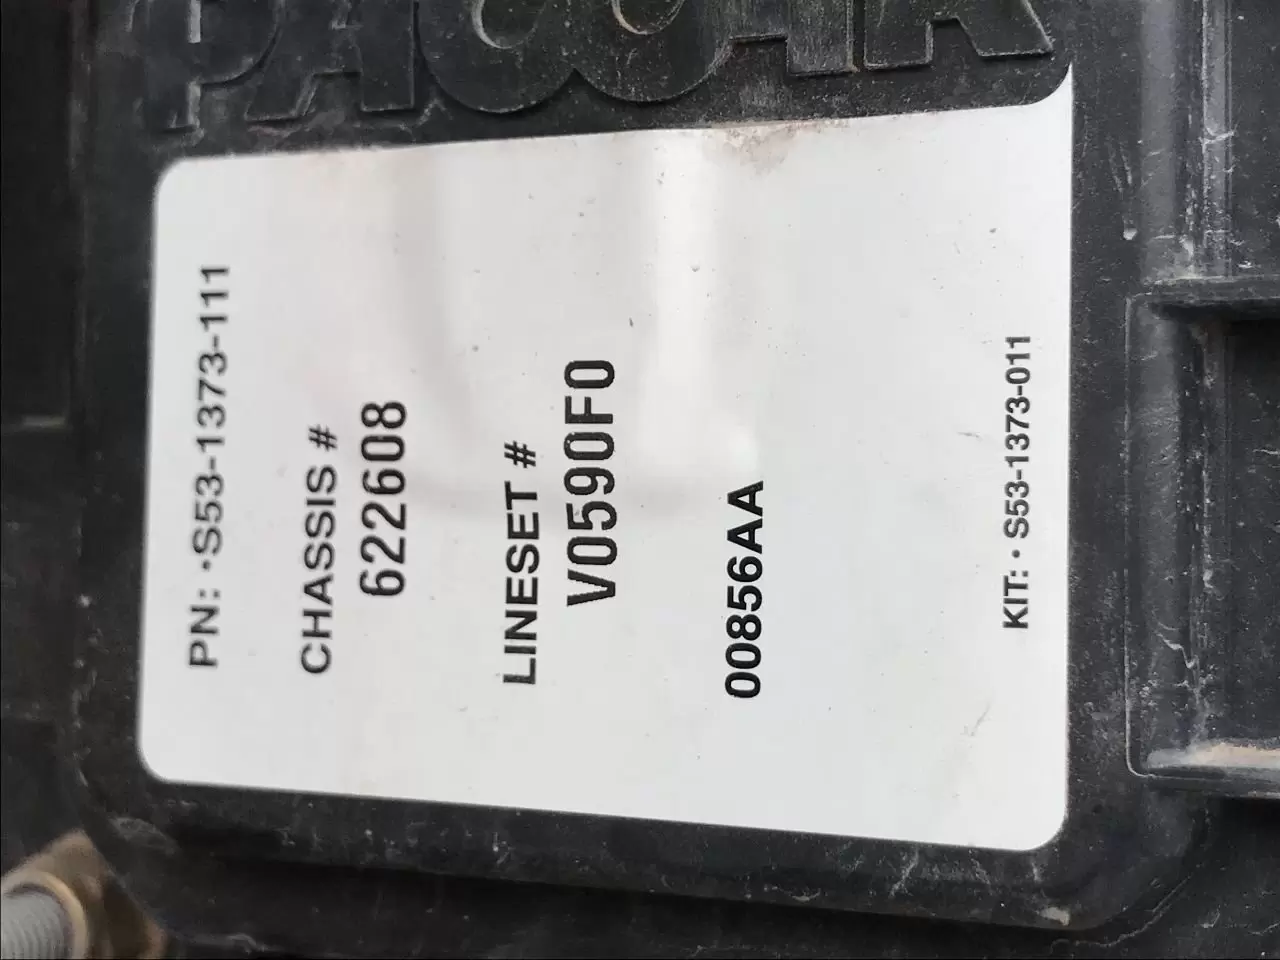 PACCAR
PN: •S53-1373-111
CHASSIS #
622608
LINESET #
V0590F0
00856AA
KIT: •S53-1373-011